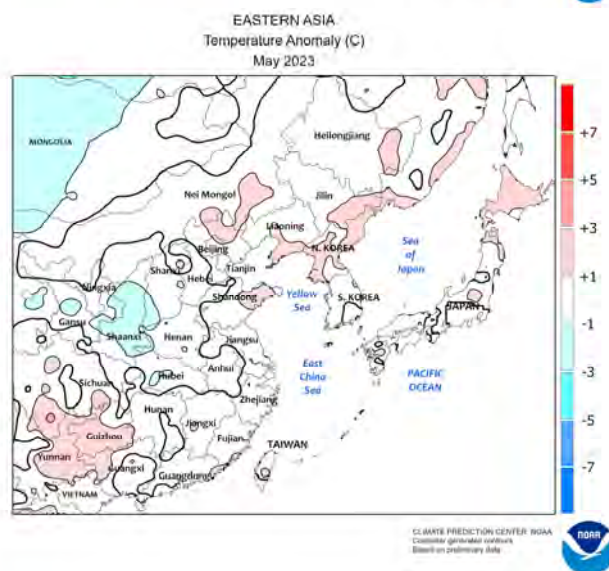 EASTERN ASIA
Temperature Anomaly (C)
May 2023
MONGOLIA
Heilongjiang
Nei Mongol
Jilin
Liaoning
Beijing
N. KOREA
Sea
of
Japan
Shanxi
Tianjin
Hebei
Ningxia
Shandong
Yellow
Sea
S. KOREA
JAPAN
Gansu
Shaanxi
Henan
Jiangsu
East
China
Sea
PACIFIC
OCEAN
Sichuan
Hubei
Anhui
Zhejiang
Hunan
Jiangxi
Guizhou
Fujian
TAIWAN
Yunnan
Guangxi
Guangdong
VIETNAM
+7
+5
+3
+1
-1
-3
-5
-7
CLIMATE PREDICTION CENTER NOAA
Computer generated contours
Based on preliminary data
NOAA